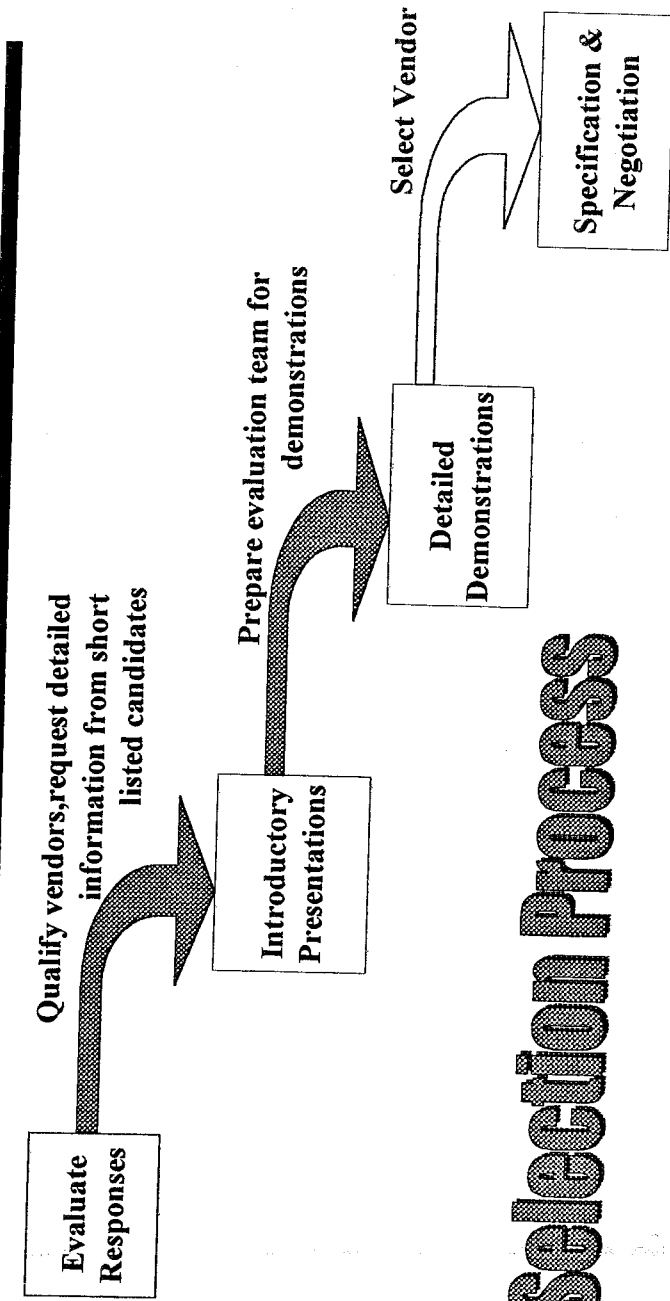 Evaluate
Responses
Qualify vendors,request detailed
information from short
listed candidates
Introductory
Presentations
Prepare evaluation team for
demonstrations
Detailed
Demonstrations
Select Vendor
Specification &
Negotiation
Selection Process